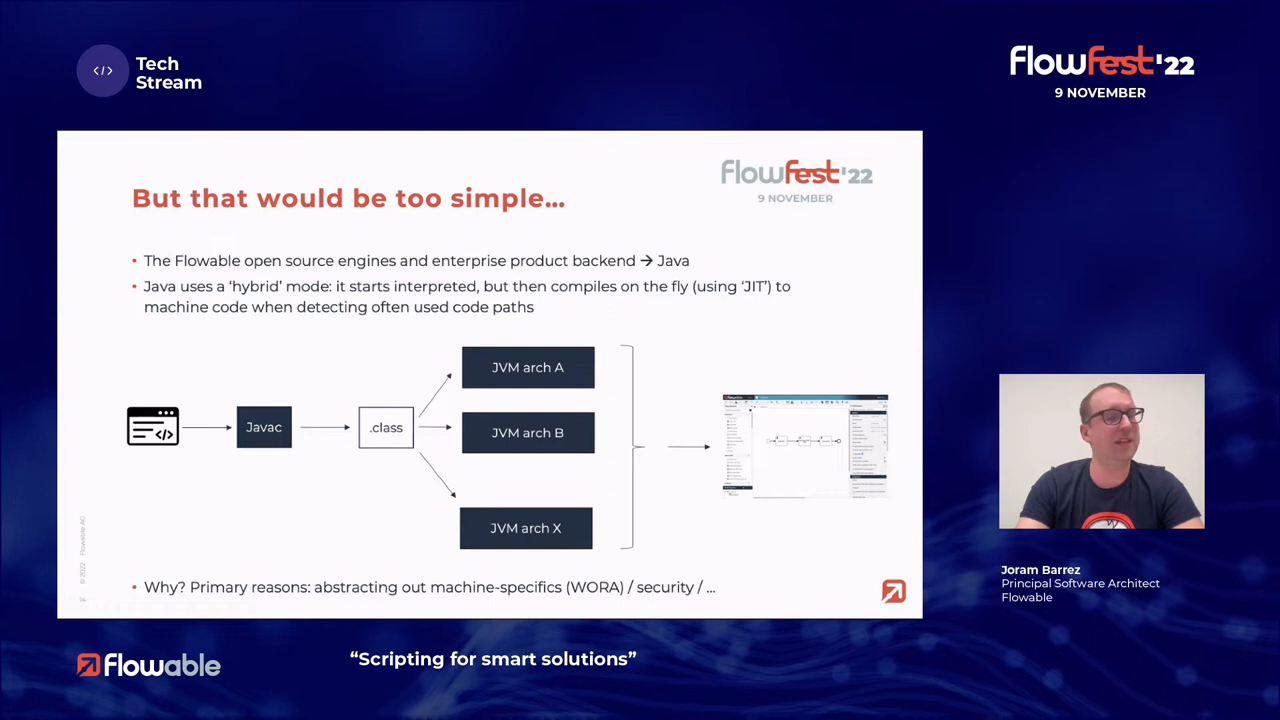 Tech
Stream
FlowFest'22
9 NOVEMBER
FlowFest'22
9 NOVEMBER
But that would be too simple...
• The Flowable open source engines and enterprise product backend → Java
• Java uses a ‘hybrid’ mode: it starts interpreted, but then compiles on the fly (using ‘JIT’) to
machine code when detecting often used code paths
Javac
.class
JVM arch A
JVM arch B
JVM arch X
• Why? Primary reasons: abstracting out machine-specifics (WORA) / security / ...
© 2022 Flowable AG
Joram Barrez
Principal Software Architect
Flowable
Flowable
“Scripting for smart solutions”